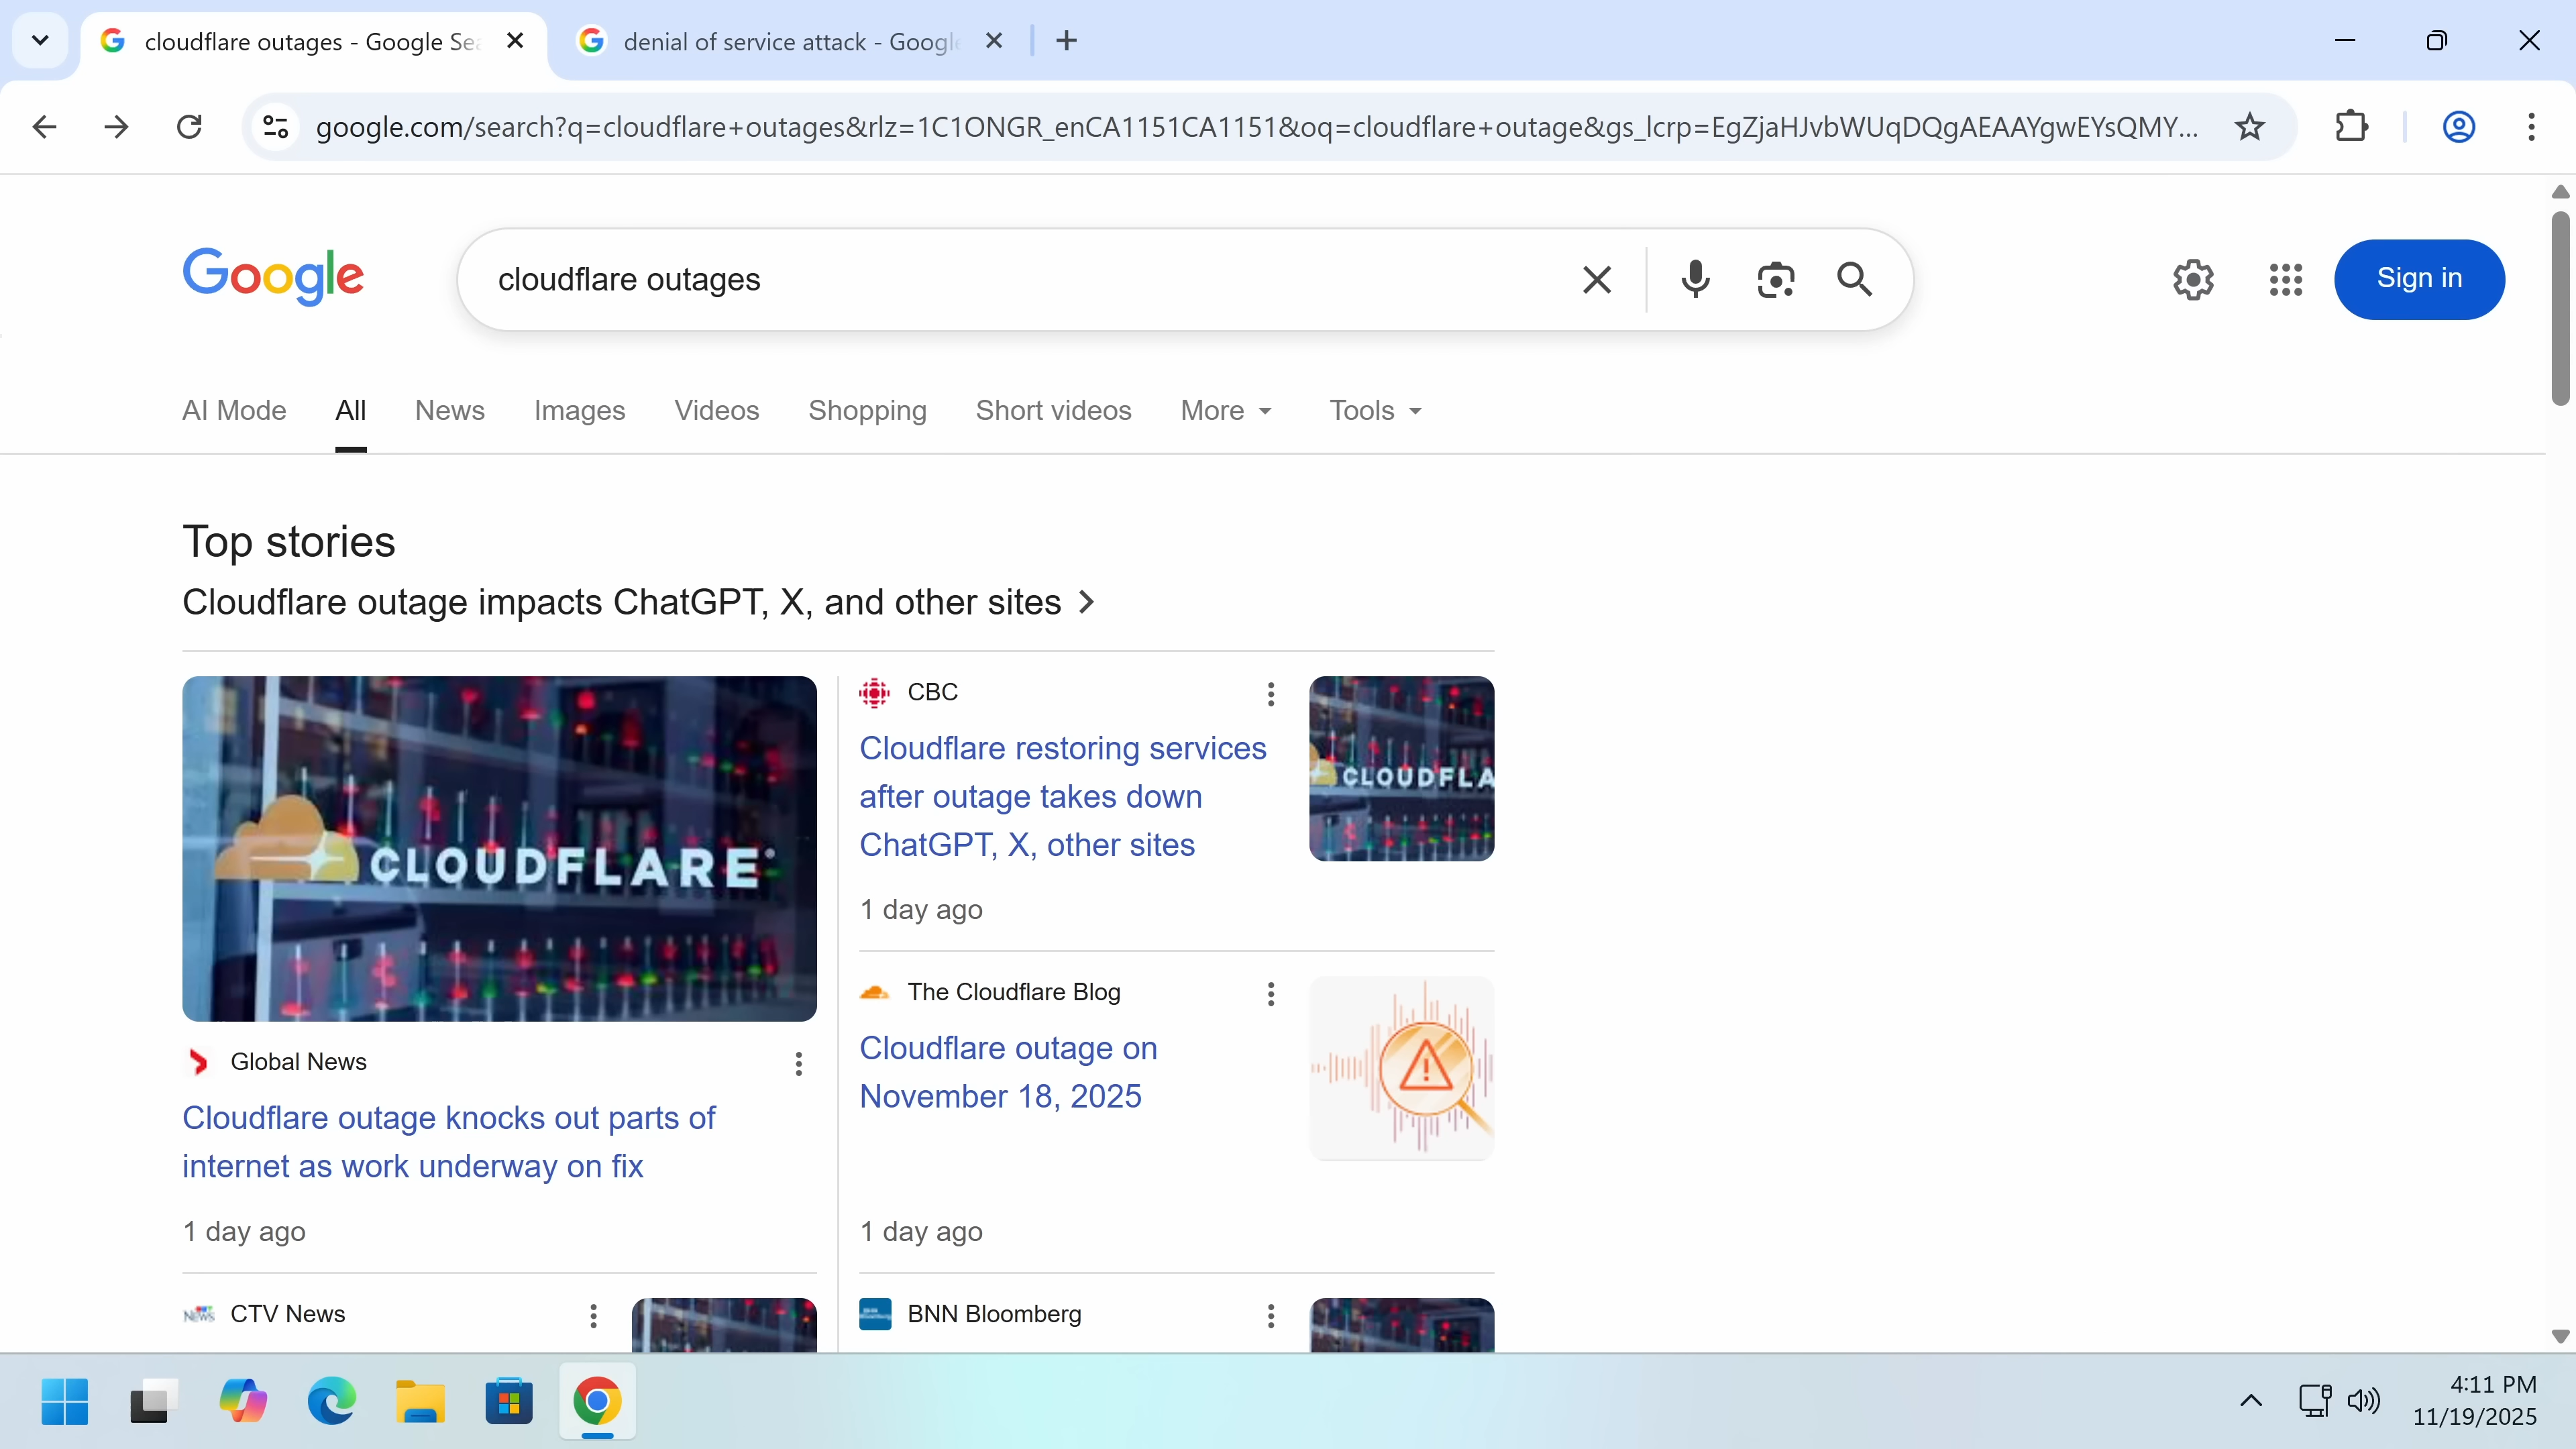 cloudflare outages - Google Sea
denial of service attack - Google
google.com/search?q=cloudflare+outages&rlz=1C1ONGR_enCA1151CA1151&oq=cloudflare+outage&gs_lcrp=EgZjaHJvbWUqDQgAEAAYgwEYsQMY...
Google
cloudflare outages
Sign in
AI Mode
All
News
Images
Videos
Shopping
Short videos
More
Tools
Top stories
Cloudflare outage impacts ChatGPT, X, and other sites
CLOUDFLARE
Global News
Cloudflare outage knocks out parts of
internet as work underway on fix
1 day ago
CTV News
CBC
Cloudflare restoring services
after outage takes down
ChatGPT, X, other sites
1 day ago
CLOUDFLA
The Cloudflare Blog
Cloudflare outage on
November 18, 2025
1 day ago
BNN Bloomberg
4:11 PM
11/19/2025